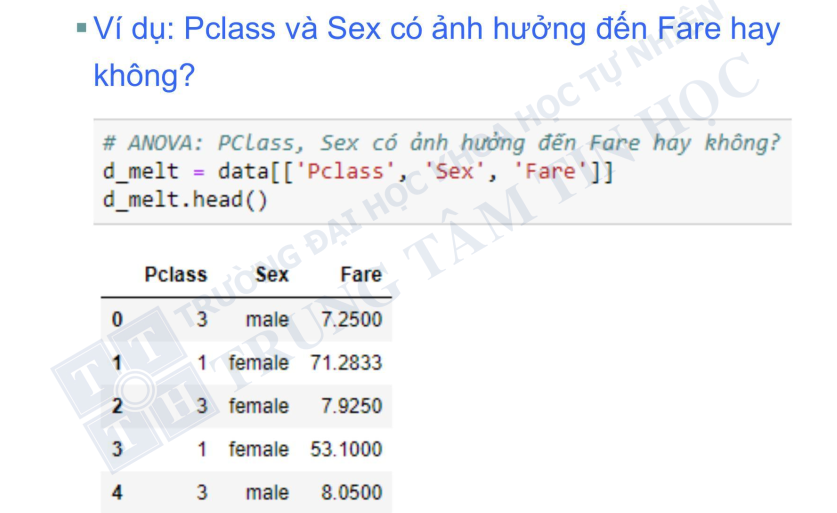 ▪ Ví dụ: Pclass và Sex có ảnh hưởng đến Fare hay
không?
# ANOVA: PClass, Sex có ảnh hưởng đến Fare hay không?
d_melt = data[['Pclass', 'Sex', 'Fare']]
d_melt.head()
Pclass Sex Fare
0 3 male 7.2500
1 1 female 71.2833
2 3 female 7.9250
3 1 female 53.1000
4 3 male 8.0500
TRƯỜNG ĐẠI HỌC KHOA HỌC TỰ NHIÊN
TRUNG TÂM TIN HỌC
T T
T H